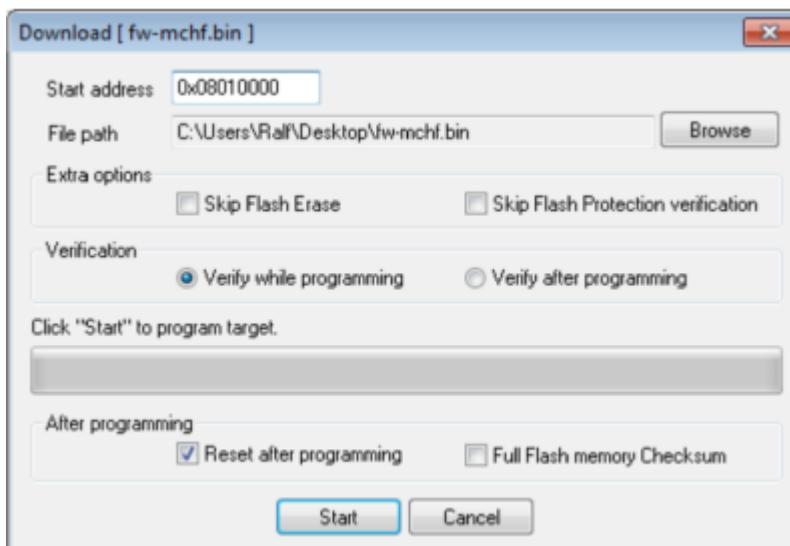 Download [ fw-mchf.bin ]
Start address 0x08010000
File path C:\Users\Ralf\Desktop\fw-mchf.bin Browse
Extra options
Skip Flash Erase Skip Flash Protection verification
Verification
Verify while programming Verify after programming
Click "Start" to program target.
After programming
Reset after programming Full Flash memory Checksum
Start Cancel